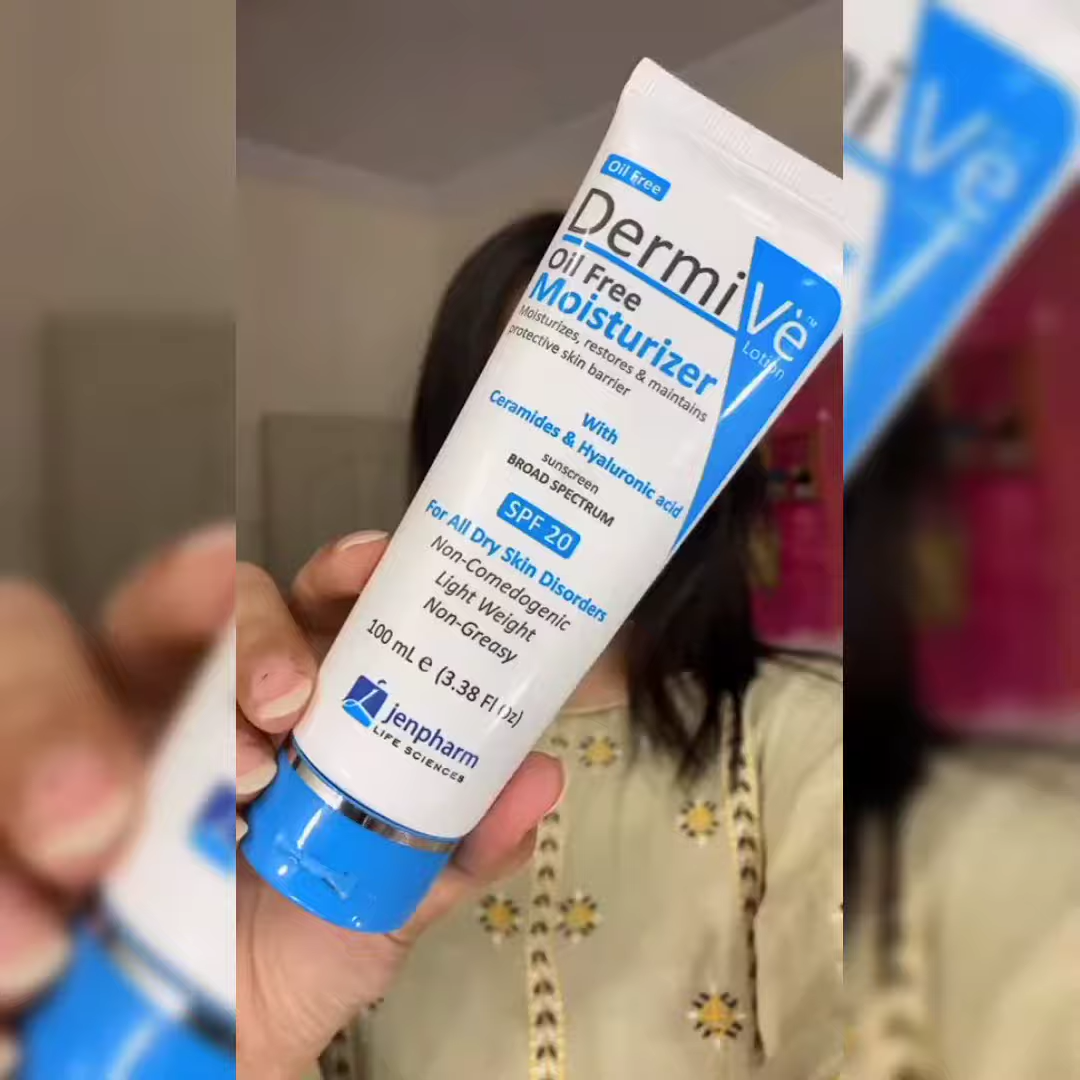 Oil Free
DermiVè™
Lotion
Oil Free
Moisturizer
Moisturizes, restores & maintains
protective skin barrier
With
Ceramides & Hyaluronic acid
sunscreen
BROAD SPECTRUM
SPF 20
For All Dry Skin Disorders
Non-Comedogenic
Light Weight
Non-Greasy
100 mL e (3.38 Fl Oz)
jenpharm
LIFE SCIENCES
i Vè